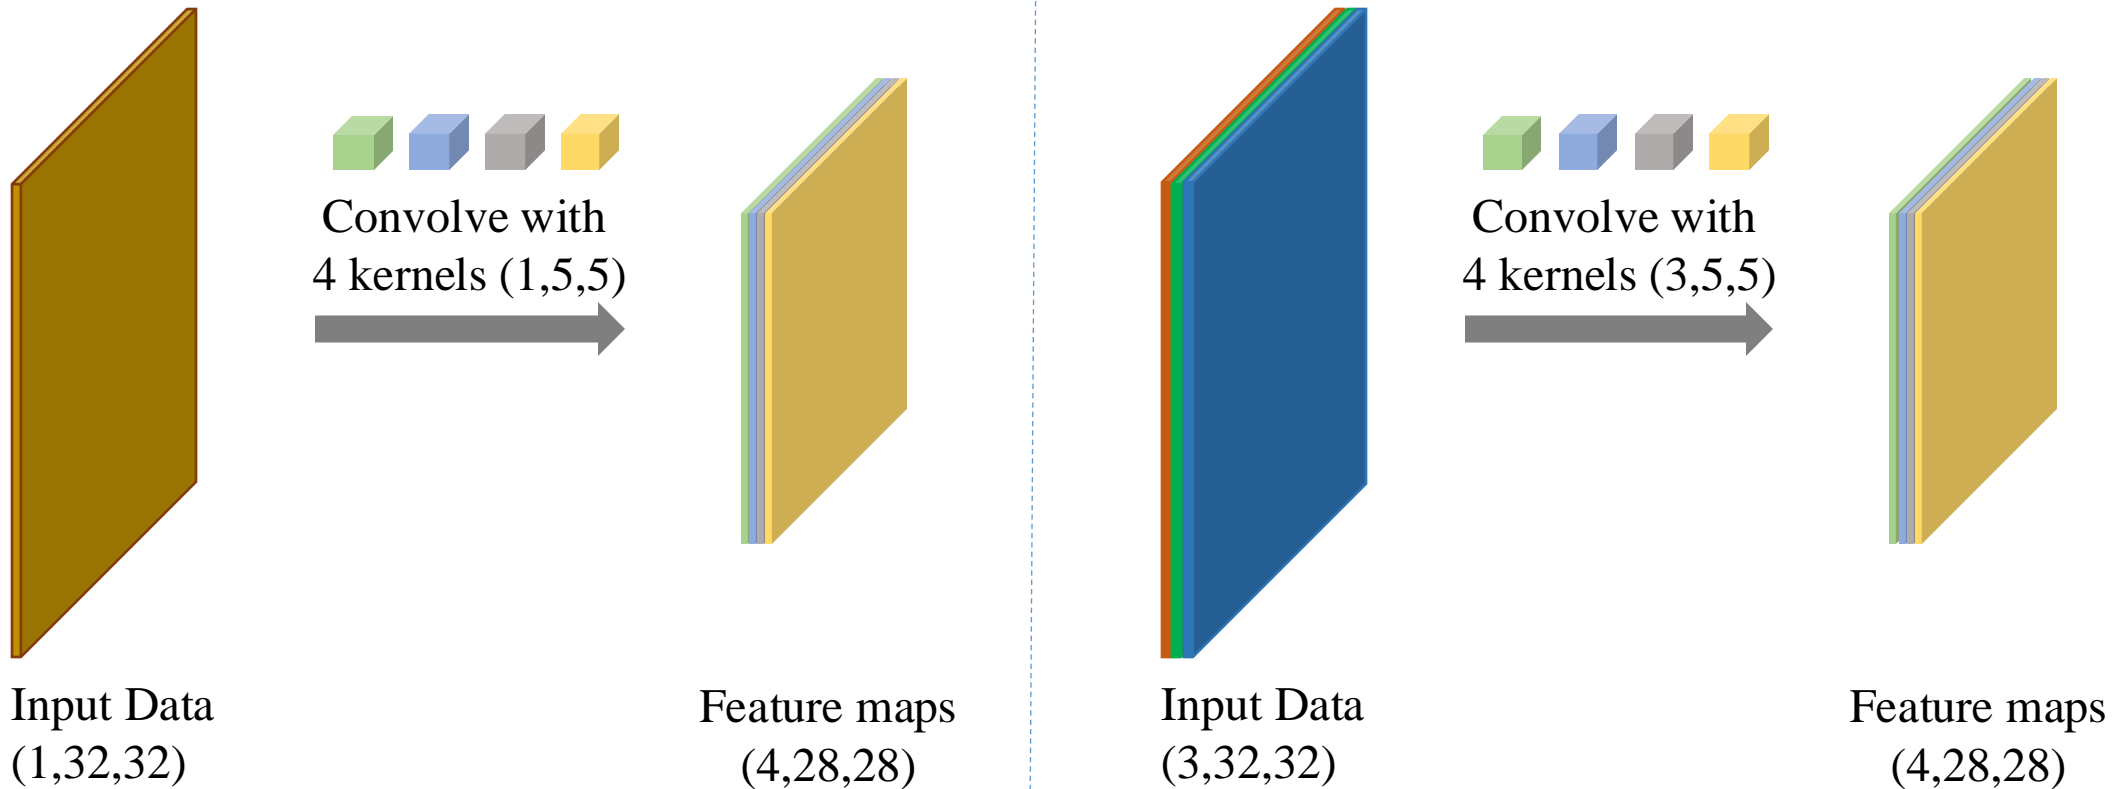 Convolve with
4 kernels (1,5,5)
Input Data
(1,32,32)
Feature maps
(4,28,28)
Convolve with
4 kernels (3,5,5)
Input Data
(3,32,32)
Feature maps
(4,28,28)